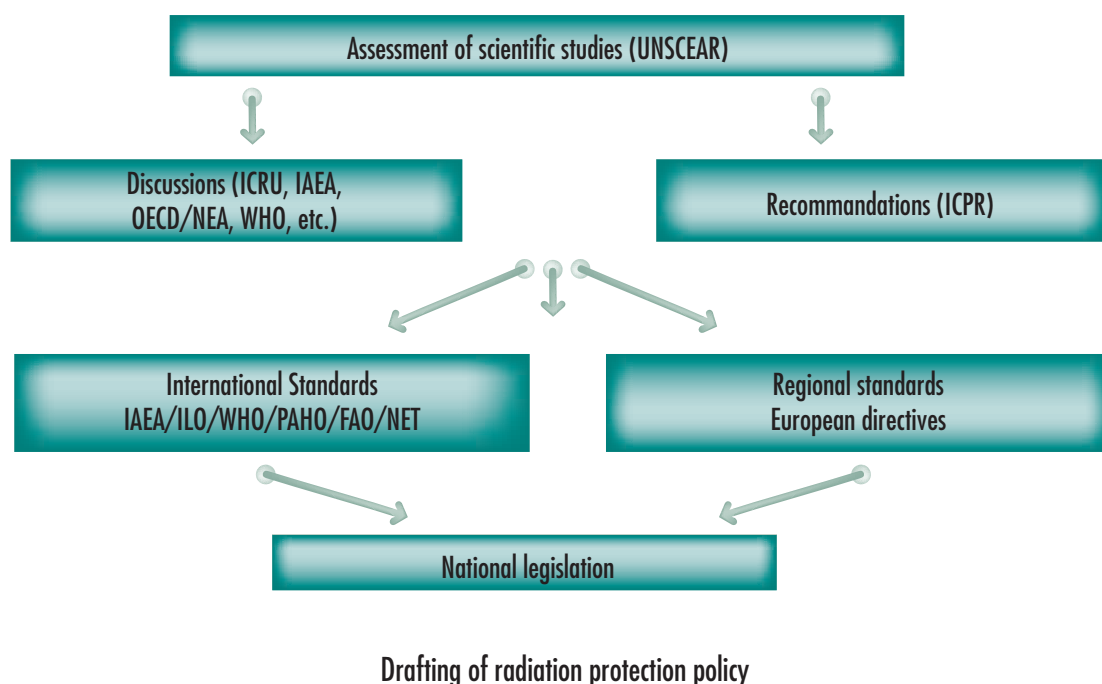 Assessment of scientific studies (UNSCEAR)
Discussions (ICRU, IAEA,
OECD/NEA, WHO, etc.)
Recommandations (ICPR)
International Standards
IAEA/ILO/WHO/PAHO/FAO/NET
Regional standards
European directives
National legislation
Drafting of radiation protection policy